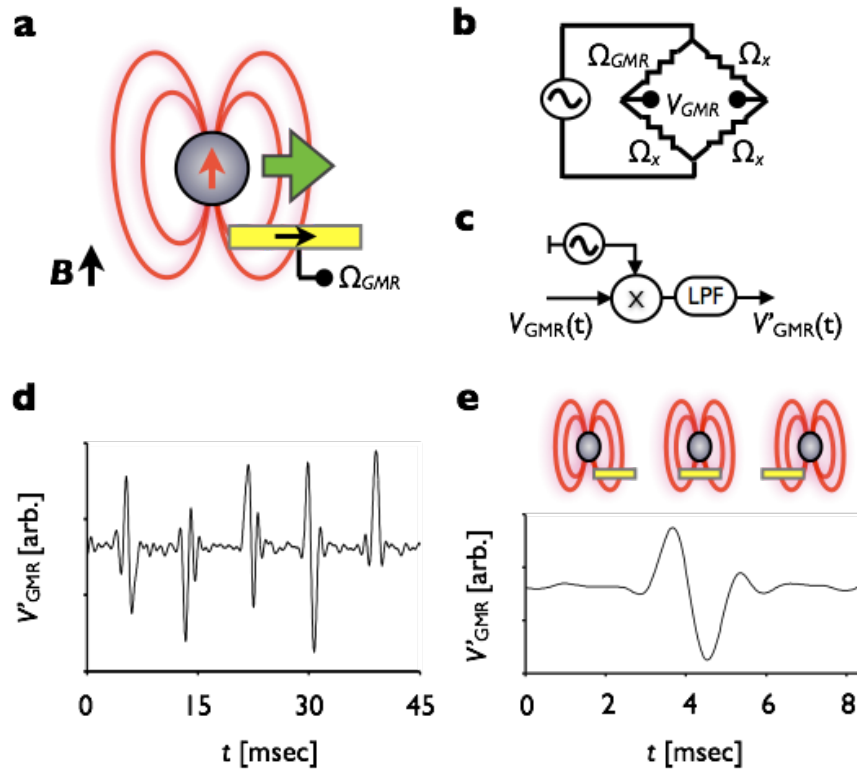 a
B
Ω_GMR
b
Ω_GMR
Ω_x
V_GMR
Ω_x
Ω_x
c
X
LPF
V_GMR(t)
V'_GMR(t)
d
V'_GMR [arb.]
0
15
30
45
t [msec]
e
V'_GMR [arb.]
0
2
4
6
8
t [msec]